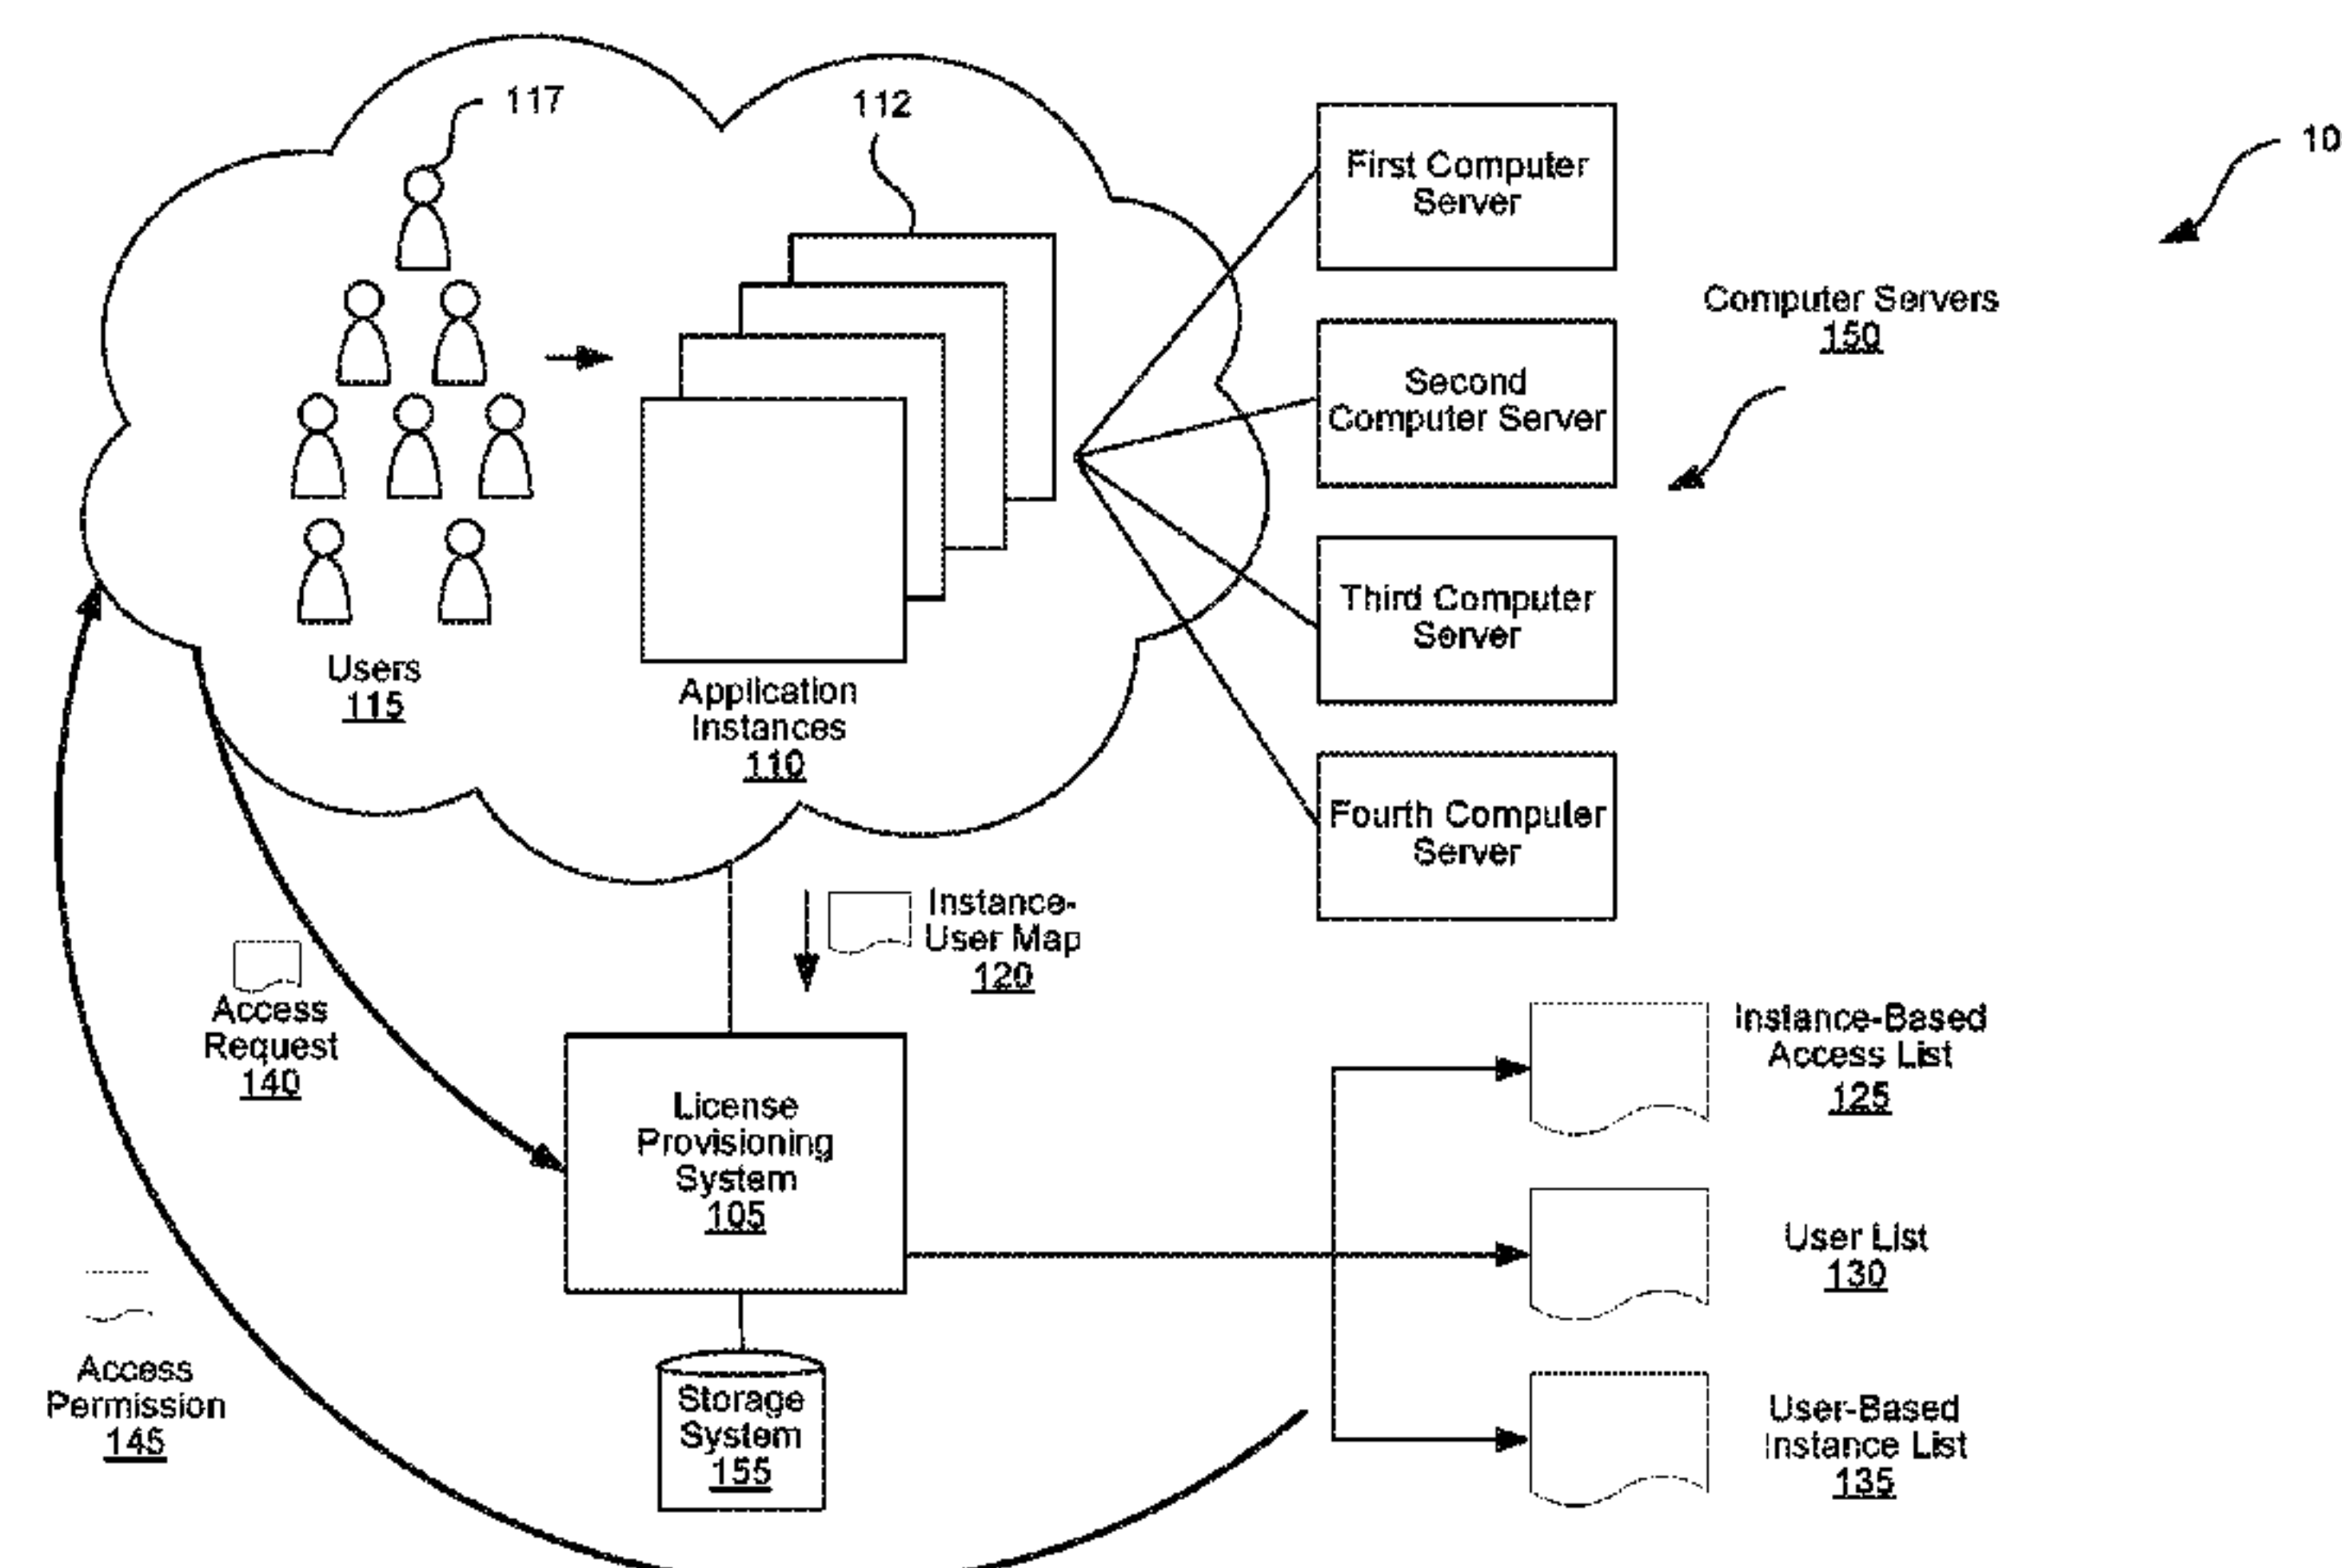 117
112
First Computer
Server
10
Computer Servers
150
Second
Computer Server
Third Computer
Server
Users
115
Application
Instances
110
Fourth Computer
Server
Instance-
User Map
120
Access
Request
140
License
Provisioning
System
105
Instance-Based
Access List
125
User List
130
Access
Permission
145
Storage
System
155
User-Based
Instance List
135